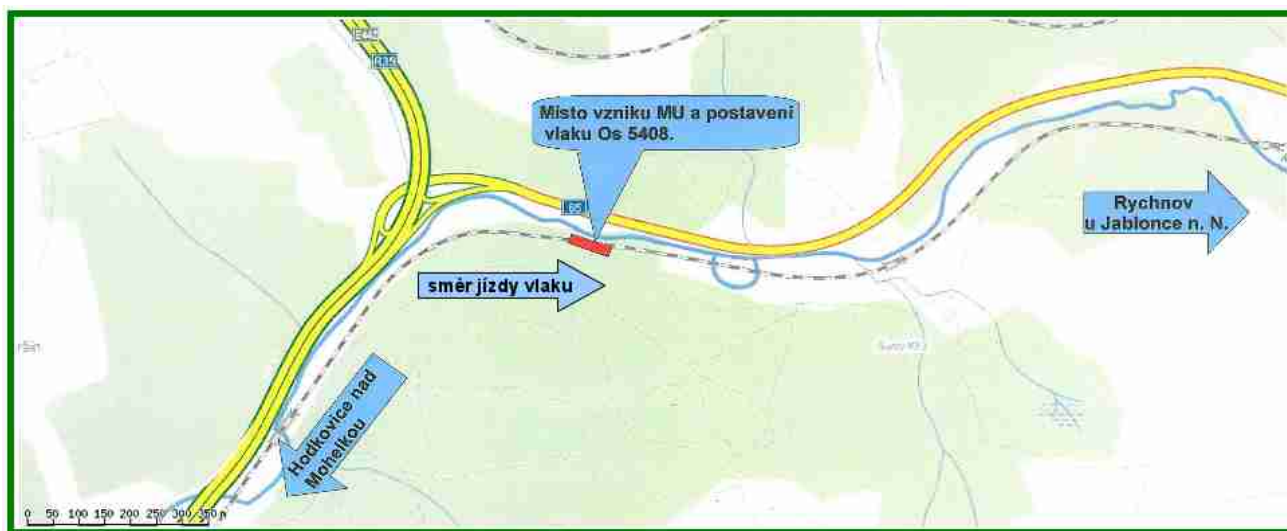 R35
Místo vzniku MU a postavení
vlaku Os 5408.
65
Rychnov
u Jablonce n. N.
směr jízdy vlaku
Hodkovice nad
Mohelkou
0 50 100 150 200 250 300 350 m